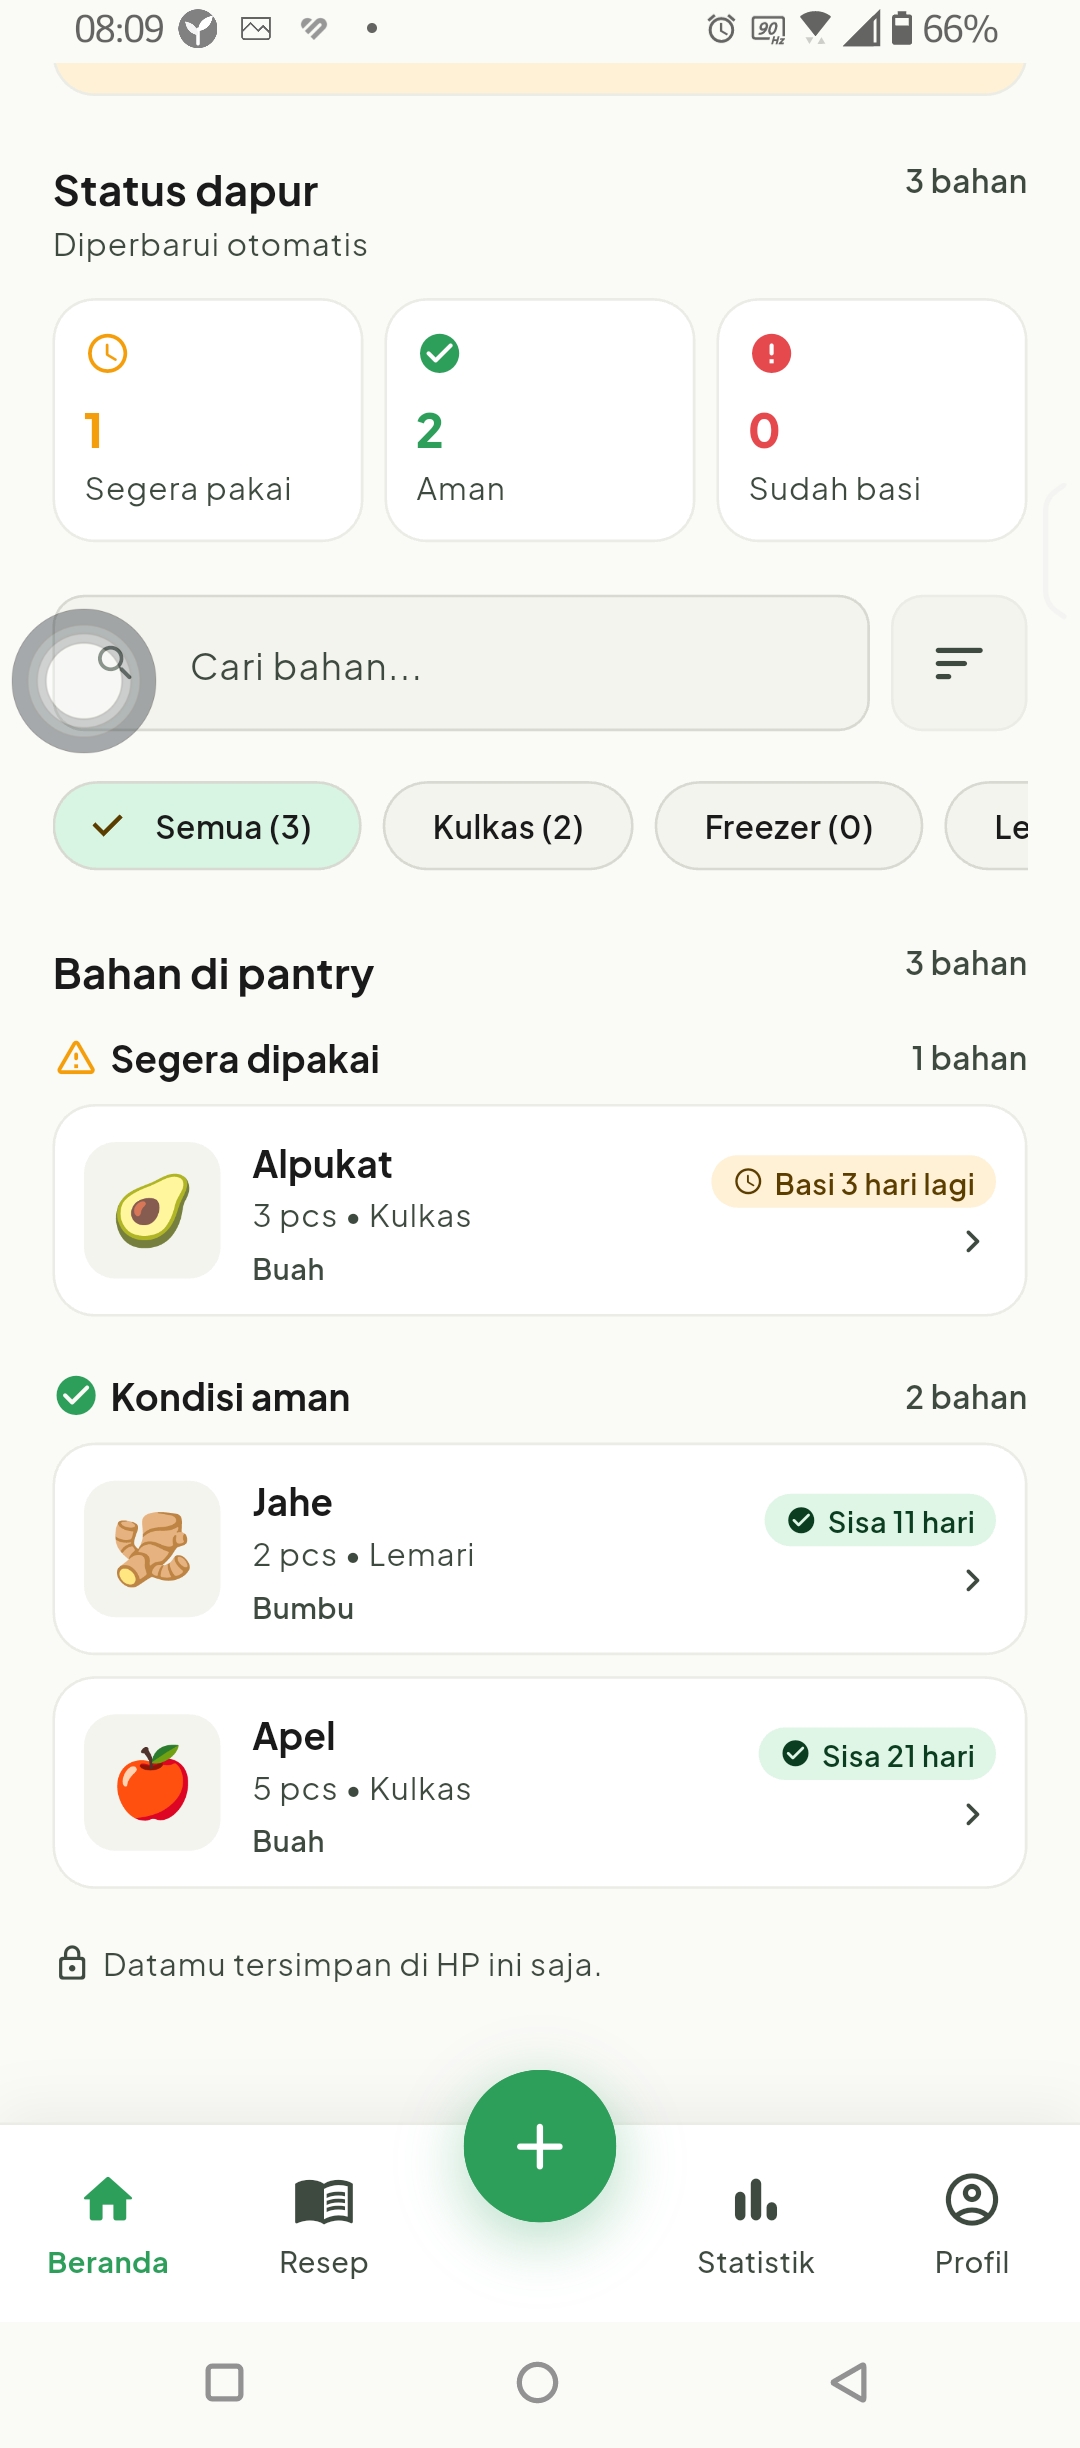 08:09
90 Hz
66%
Status dapur
3 bahan
Diperbarui otomatis
1
Segera pakai
2
Aman
0
Sudah basi
Cari bahan...
Semua (3)
Kulkas (2)
Freezer (0)
Le
Bahan di pantry
3 bahan
Segera dipakai
1 bahan
Alpukat
Basi 3 hari lagi
3 pcs • Kulkas
Buah
Kondisi aman
2 bahan
Jahe
Sisa 11 hari
2 pcs • Lemari
Bumbu
Apel
Sisa 21 hari
5 pcs • Kulkas
Buah
Datamu tersimpan di HP ini saja.
Beranda
Resep
Statistik
Profil